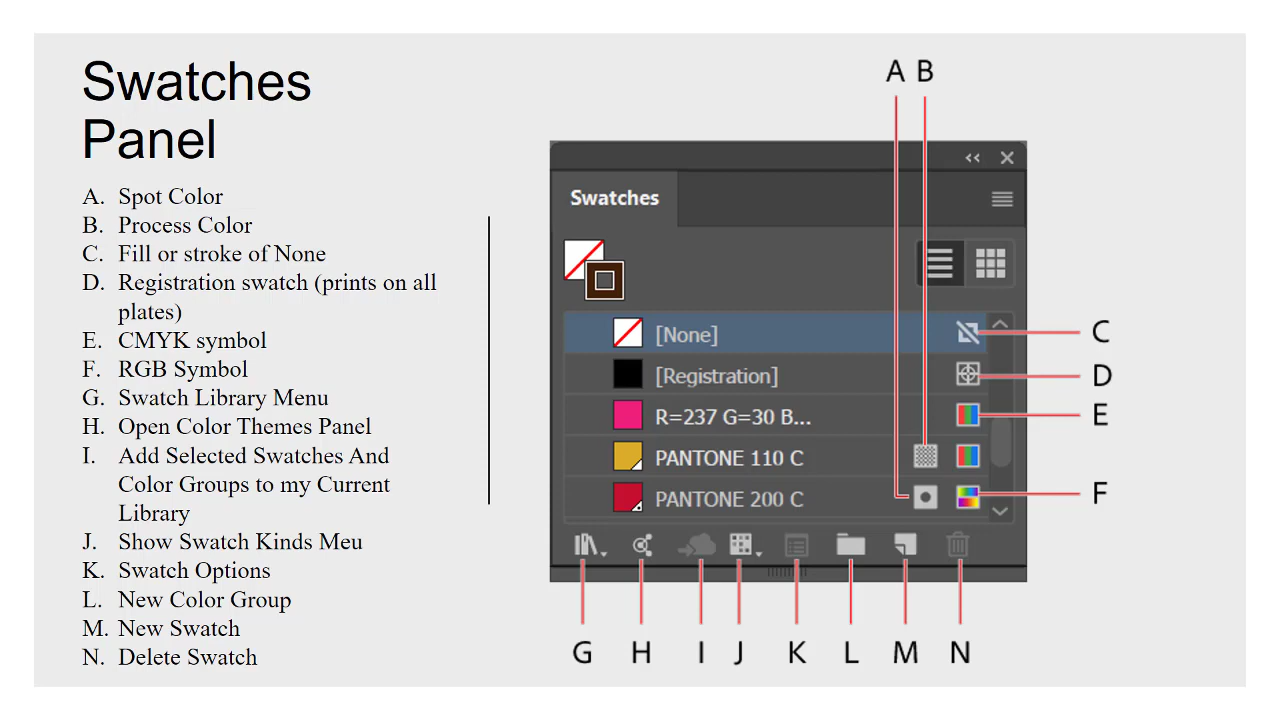 Swatches
Panel
A. Spot Color
B. Process Color
C. Fill or stroke of None
D. Registration swatch (prints on all
plates)
E. CMYK symbol
F. RGB Symbol
G. Swatch Library Menu
H. Open Color Themes Panel
I. Add Selected Swatches And
Color Groups to my Current
Library
J. Show Swatch Kinds Meu
K. Swatch Options
L. New Color Group
M. New Swatch
N. Delete Swatch
A B
Swatches
[None]
C
[Registration]
D
R=237 G=30 B...
E
PANTONE 110 C
PANTONE 200 C
F
G H I J K L M N